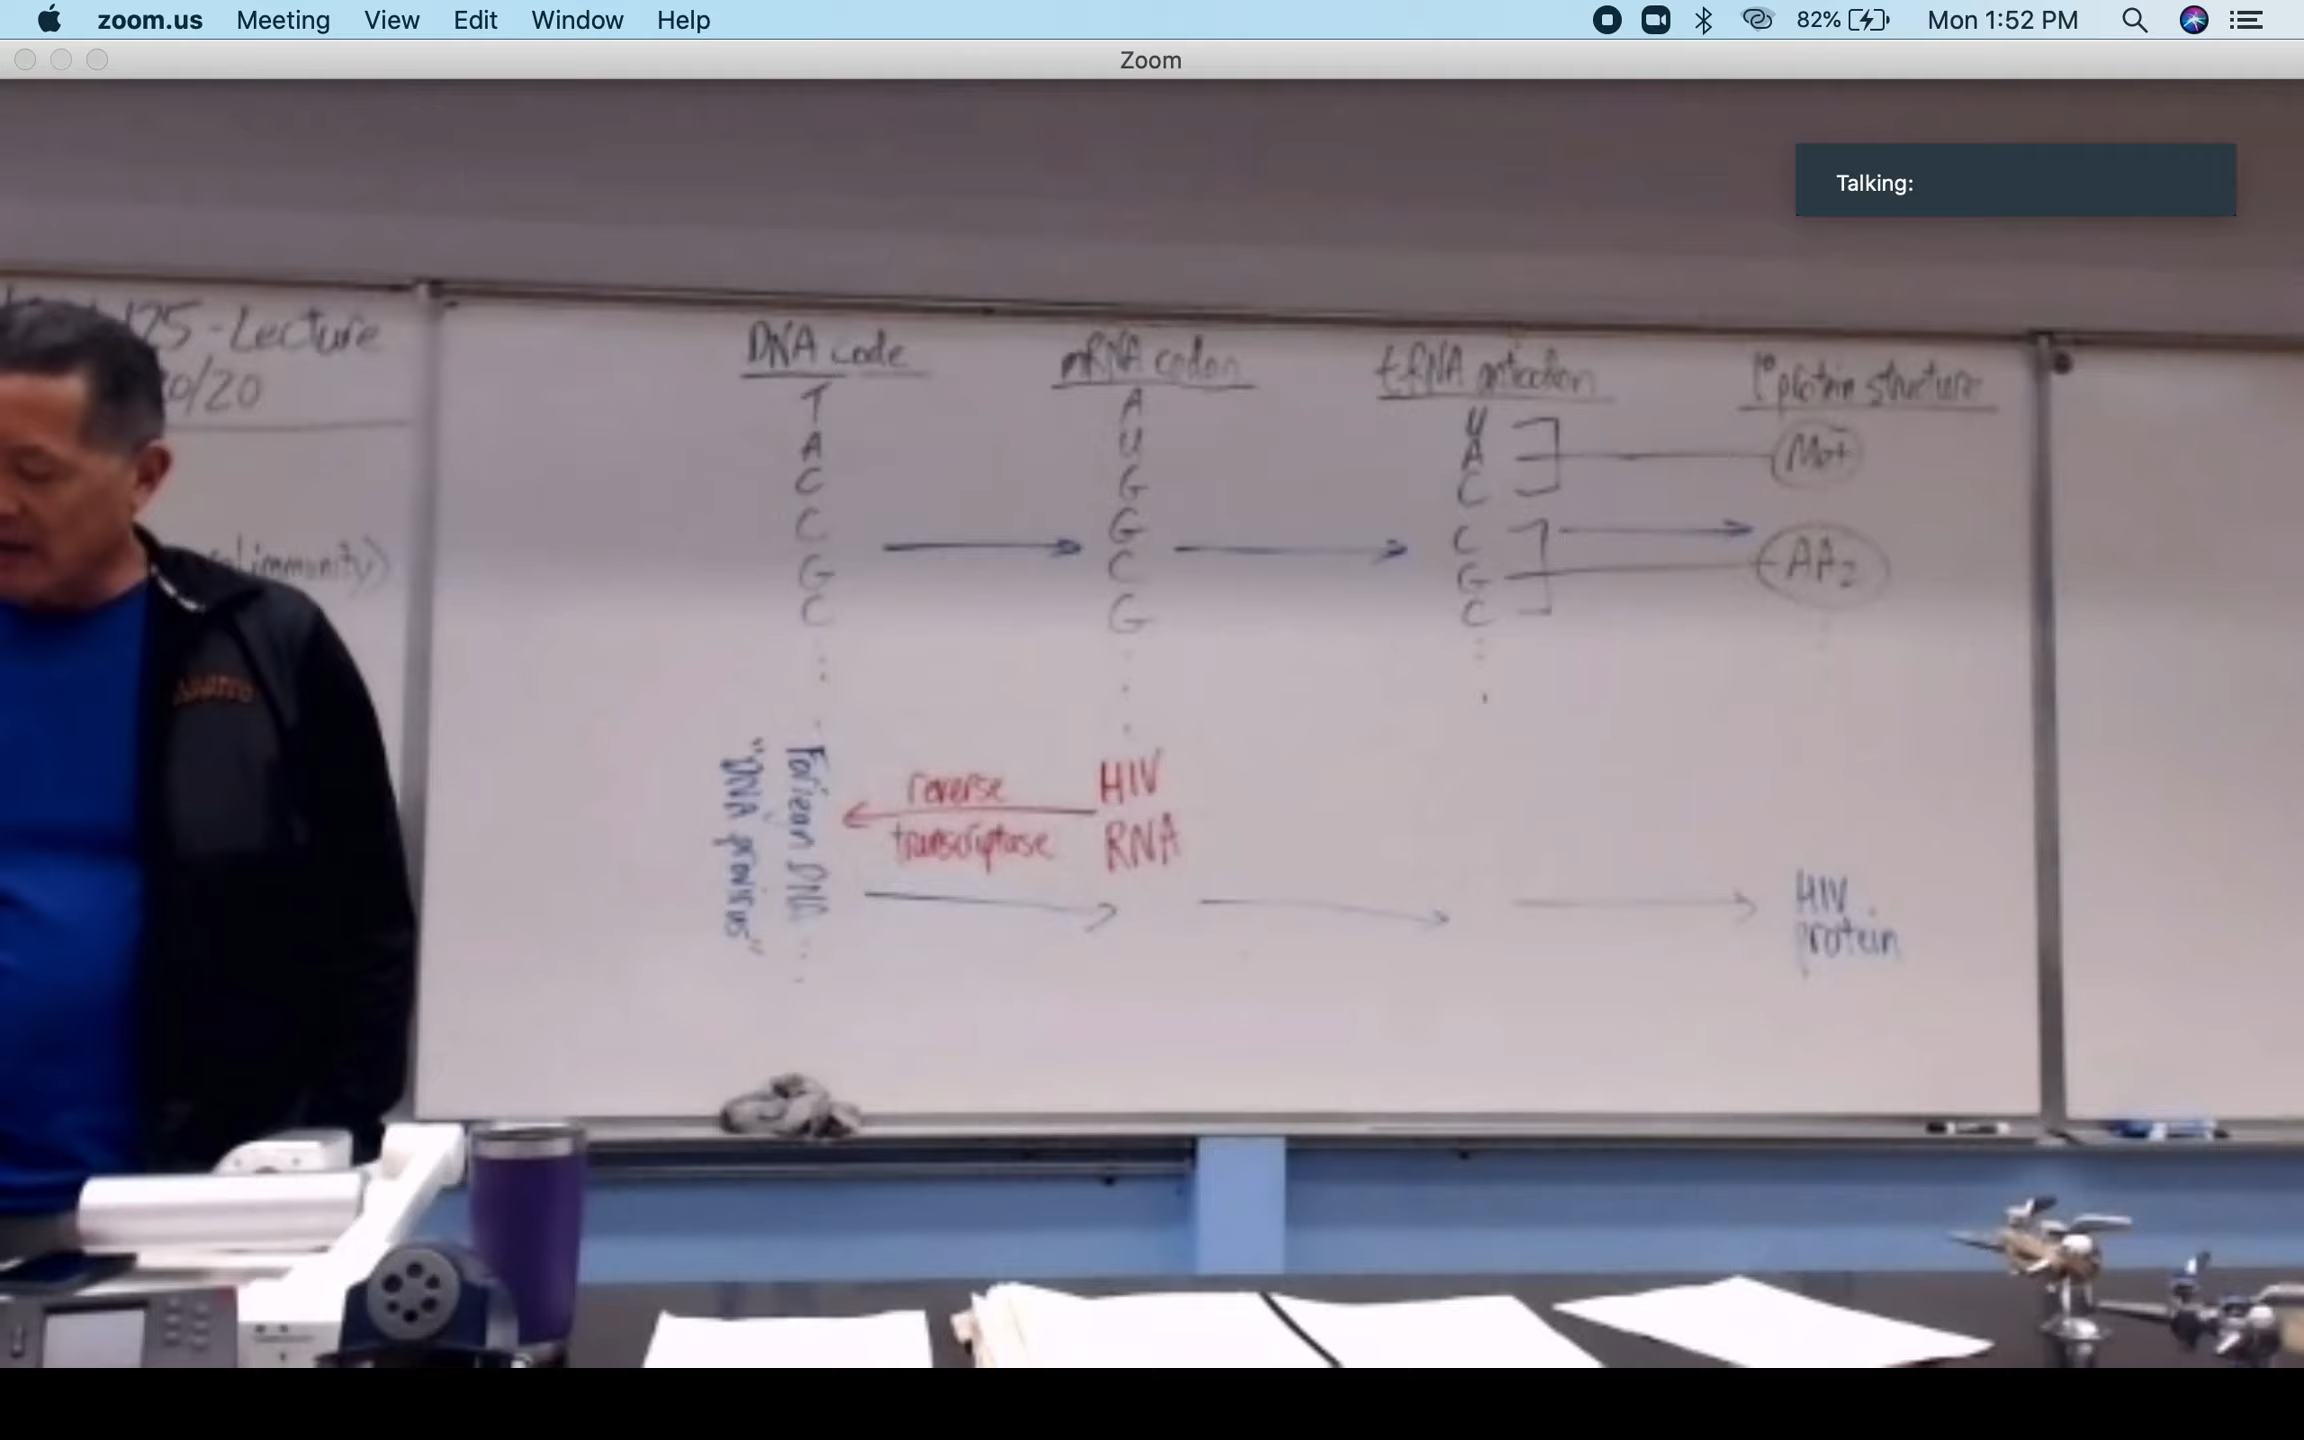 zoom.us Meeting View Edit Window Help 82% Mon 1:52 PM
Zoom
Talking:
125 - Lecture
0/20
immunity)
DNA code
T
A
C
C
G
C
mRNA codon
A
U
G
G
C
G
tRNA anticodon
U
A
C
C
G
C
1° protein structure
Met
AA2
Foriegn DNA
"DNA provirus"
reverse
transcriptase
HIV
RNA
HIV
protein